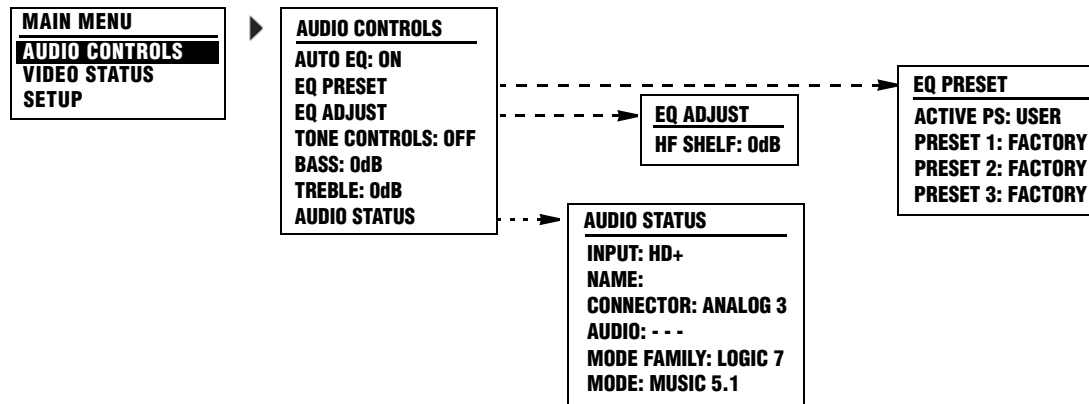 MAIN MENU
AUDIO CONTROLS
VIDEO STATUS
SETUP
AUDIO CONTROLS
AUTO EQ: ON
EQ PRESET
EQ ADJUST
TONE CONTROLS: OFF
BASS: 0dB
TREBLE: 0dB
AUDIO STATUS
EQ ADJUST
HF SHELF: 0dB
EQ PRESET
ACTIVE PS: USER
PRESET 1: FACTORY
PRESET 2: FACTORY
PRESET 3: FACTORY
AUDIO STATUS
INPUT: HD+
NAME:
CONNECTOR: ANALOG 3
AUDIO: - - -
MODE FAMILY: LOGIC 7
MODE: MUSIC 5.1